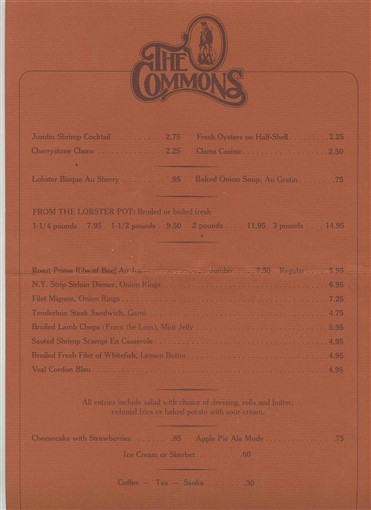 THE
COMMONS
Jumbo Shrimp Cocktail . . . . . . . . . . 2.75 Fresh Oysters on Half-Shell . . . . . . . . 2.25
Cherrystone Clams . . . . . . . . . . . . 2.25 Clams Casino . . . . . . . . . . . . . . . 2.50
Lobster Bisque Au Sherry . . . . . . . . . .95 Baked Onion Soup, Au Gratin . . . . . . . .75
FROM THE LOBSTER POT: Broiled or boiled fresh
1-1/4 pounds 7.95 1-1/2 pounds . 9.50 2 pounds 11.95 3 pounds 14.95
Roast Prime Ribs of Beef Au Jus . . . . . . . . . . Jumbo . . . . . 7.50 Regular . . . . . 5.95
N.Y. Strip Sirloin Dinner, Onion Rings . . . . . . . . . . . . . . . . 6.95
Filet Mignon, Onion Rings . . . . . . . . . . . . . . . . 7.25
Tenderloin Steak Sandwich, Garni . . . . . . . . . . . . . . . . 4.75
Broiled Lamb Chops (From the Loin), Mint Jelly . . . . . . . . . . . . . . . .
Sauted Shrimp Scampi En Casserole . . . . . . . . . . . . . . . . 4.95
Broiled Fresh Filet of Whitefish, Lemon Butter . . . . . . . . . . . . . . . . 4.95
Veal Cordon Bleu . . . . . . . . . . . . . . . . 4.95
All entries include salad with choice of dressing, rolls and butter,
colonial fries or baked potato with sour cream.
Cheesecake with Strawberries . . . . . . . .85 Apple Pie Ala Mode . . . . . . . . . . . . .75
Ice Cream or Sherbet . . . . . . . . . .60
Coffee — Tea — Sanka . . . . . . . .30